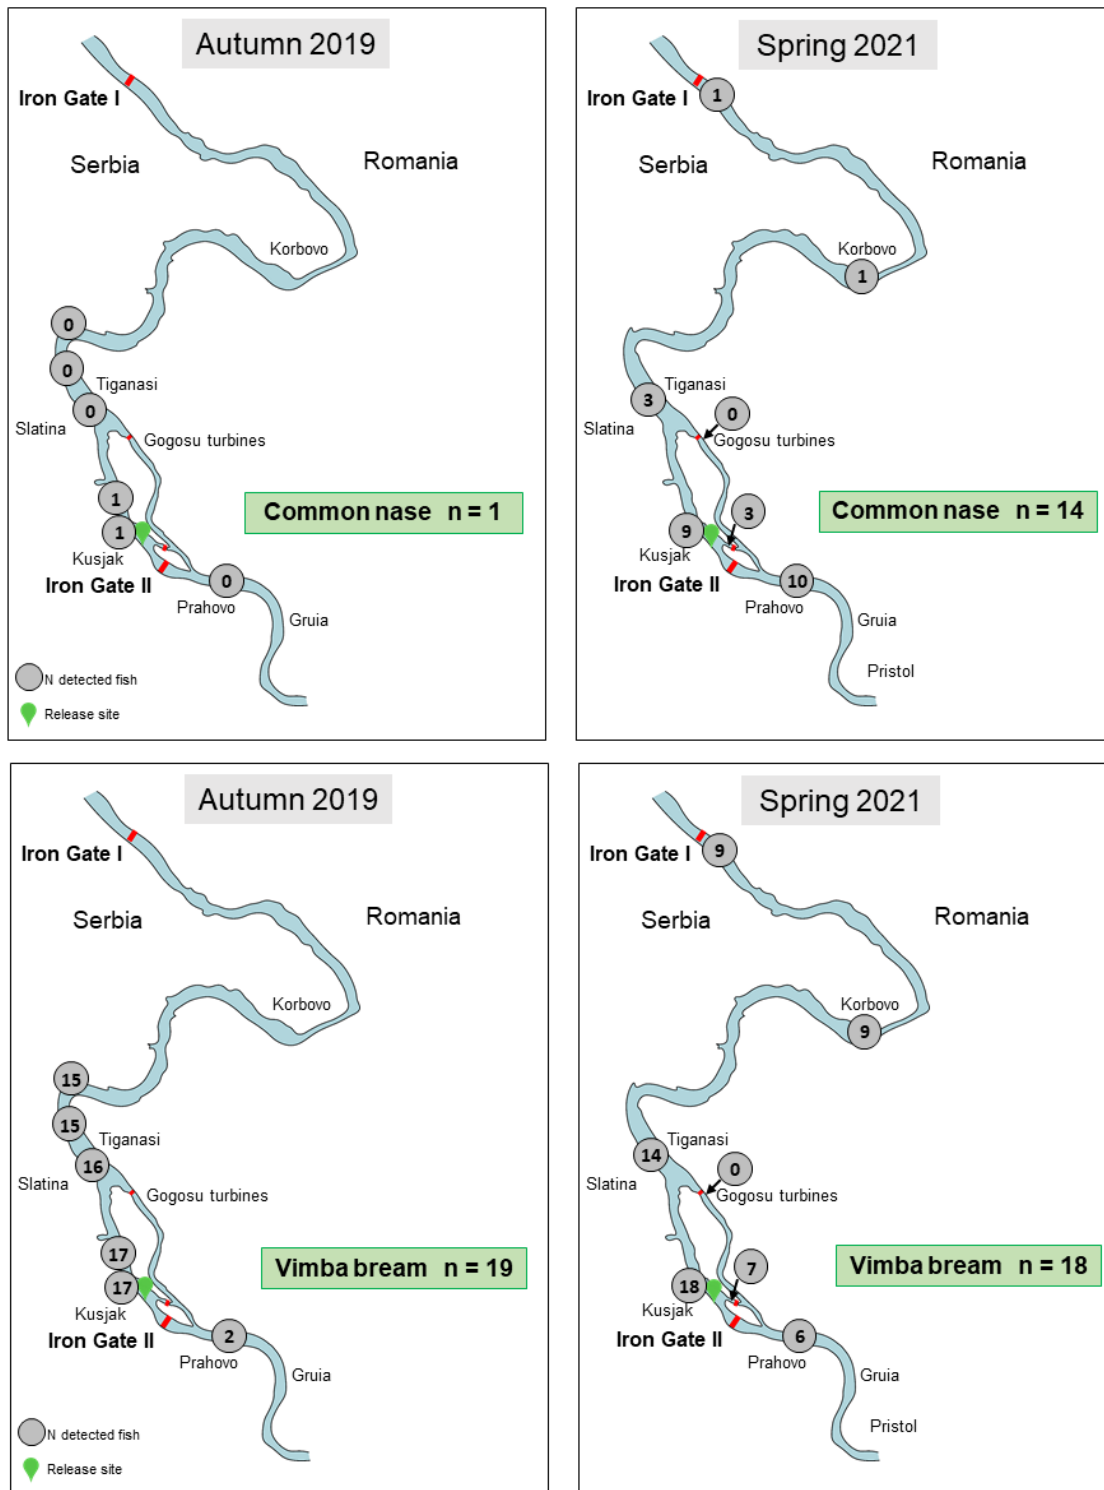 Autumn 2019
Iron Gate I
Serbia
Romania
Korbovo
0
0
Tiganasi
0
Slatina
Gogosu turbines
1
Common nase n = 1
1
Kusjak
Iron Gate II
0
Prahovo
Gruia
N detected fish
Release site
Spring 2021
1
Iron Gate I
Serbia
Romania
Korbovo
1
Tiganasi
3
0
Slatina
Gogosu turbines
Common nase n = 14
3
9
Kusjak
Iron Gate II
10
Prahovo
Gruia
Pristol
Autumn 2019
Iron Gate I
Serbia
Romania
Korbovo
15
15
Tiganasi
16
Slatina
Gogosu turbines
17
Vimba bream n = 19
17
Kusjak
Iron Gate II
2
Prahovo
Gruia
N detected fish
Release site
Spring 2021
9
Iron Gate I
Serbia
Romania
Korbovo
9
Tiganasi
14
0
Slatina
Gogosu turbines
Vimba bream n = 18
7
18
Kusjak
Iron Gate II
6
Prahovo
Gruia
Pristol